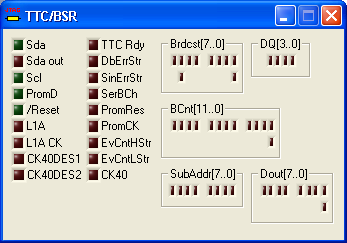 TTC/BSR
Sda
Sda out
Scl
PromD
/Reset
L1A
L1A CK
CK40DES1
CK40DES2
TTC Rdy
DbErrStr
SinErrStr
SerBCh
PromRes
PromCK
EvCntHStr
EvCntLStr
CK40
Brdcst[7..0]
DQ[3..0]
BCnt[11..0]
SubAddr[7..0]
Dout[7..0]